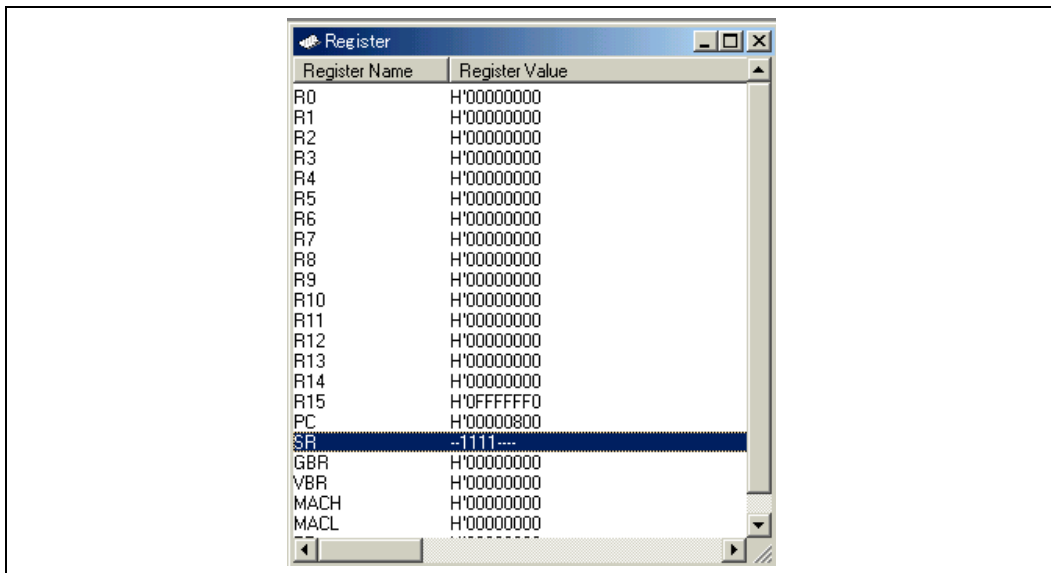 Register
Register Name Register Value
R0 H'00000000
R1 H'00000000
R2 H'00000000
R3 H'00000000
R4 H'00000000
R5 H'00000000
R6 H'00000000
R7 H'00000000
R8 H'00000000
R9 H'00000000
R10 H'00000000
R11 H'00000000
R12 H'00000000
R13 H'00000000
R14 H'00000000
R15 H'0FFFFFF0
PC H'00000800
SR --1111----
GBR H'00000000
VBR H'00000000
MACH H'00000000
MACL H'00000000